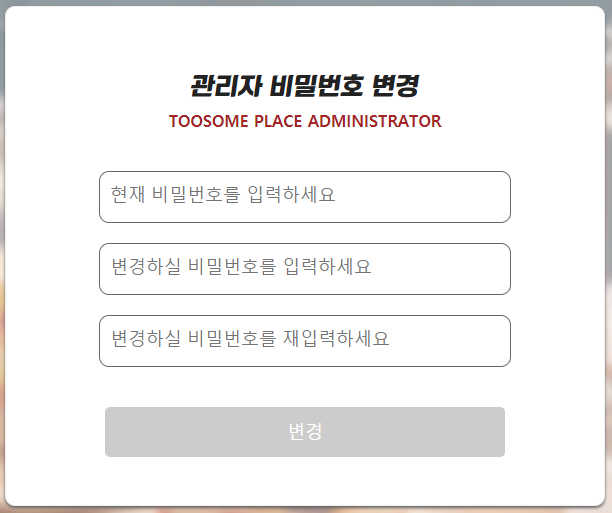 관리자 비밀번호 변경
TOOSOME PLACE ADMINISTRATOR
현재 비밀번호를 입력하세요
변경하실 비밀번호를 입력하세요
변경하실 비밀번호를 재입력하세요
변경